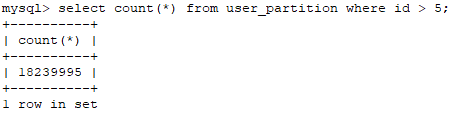 mysql> select count(*) from user_partition where id > 5;
+----------+
| count(*) |
+----------+
| 18239995 |
+----------+
1 row in set